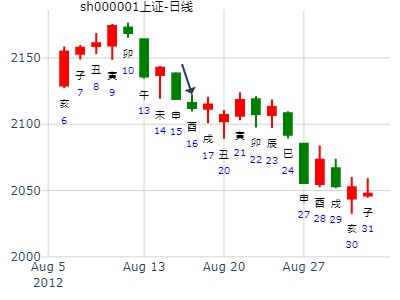 sh000001上证-日线
2150
2100
2050
2000
亥
6
子
7
丑
8
寅
9
卯
10
午
13
未
14
申
15
酉
16
戌
17
丑
20
寅
21
卯
22
辰
23
巳
24
申
27
酉
28
戌
29
亥
30
子
31
Aug 5
2012
Aug 13
Aug 20
Aug 27